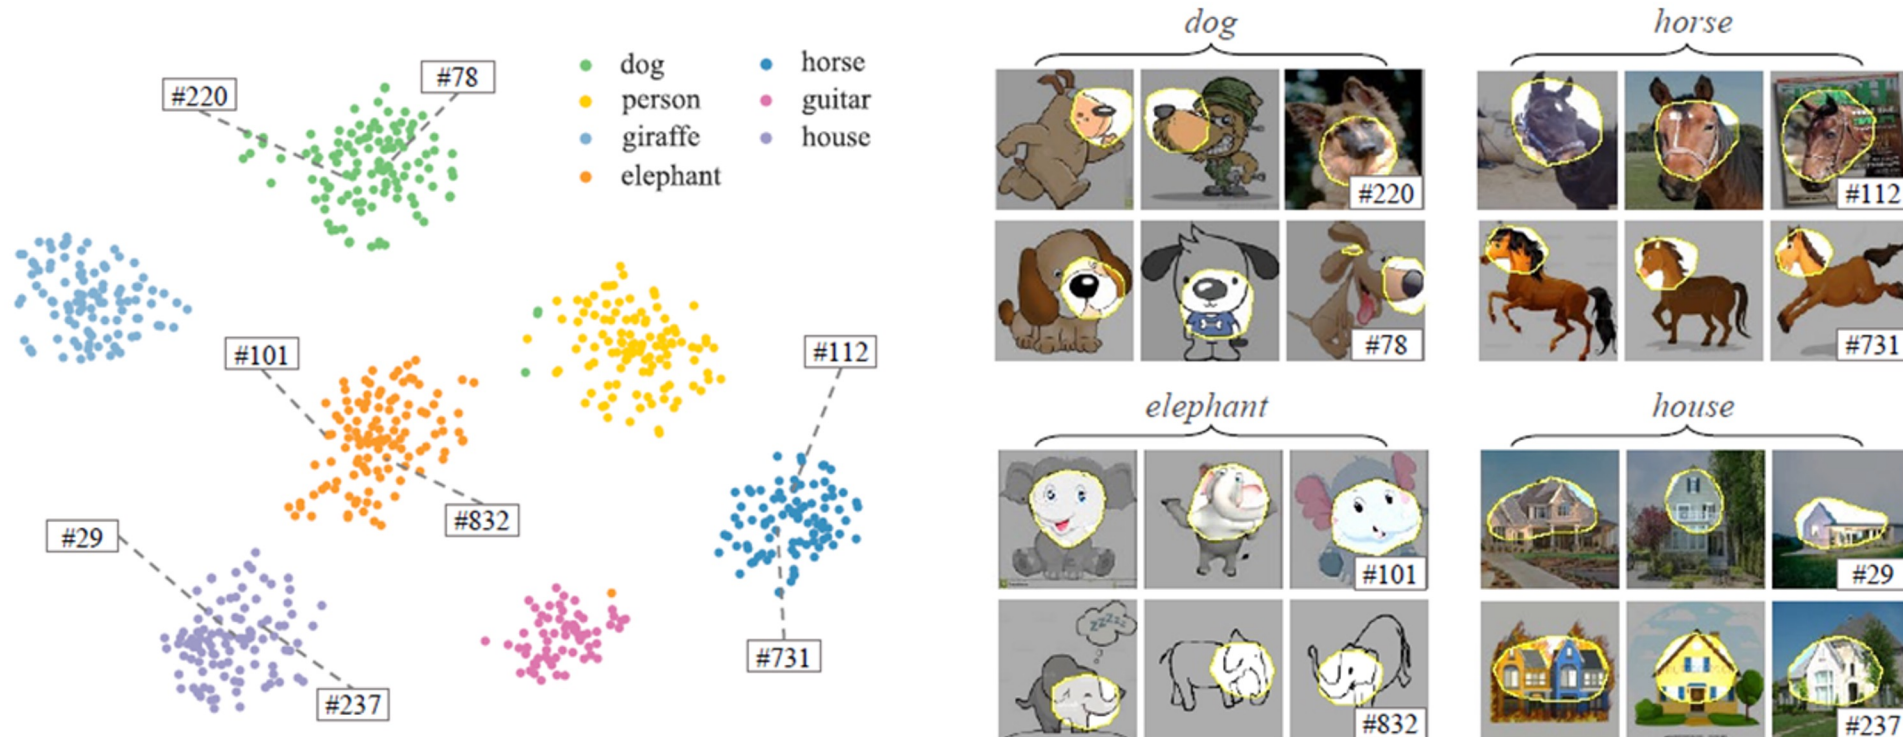 #220
#78
dog
person
giraffe
elephant
horse
guitar
house
#101
#112
#832
#29
#731
#237
dog
#220
#78
horse
#112
#731
elephant
#101
zzzzz
#832
house
#29
#237